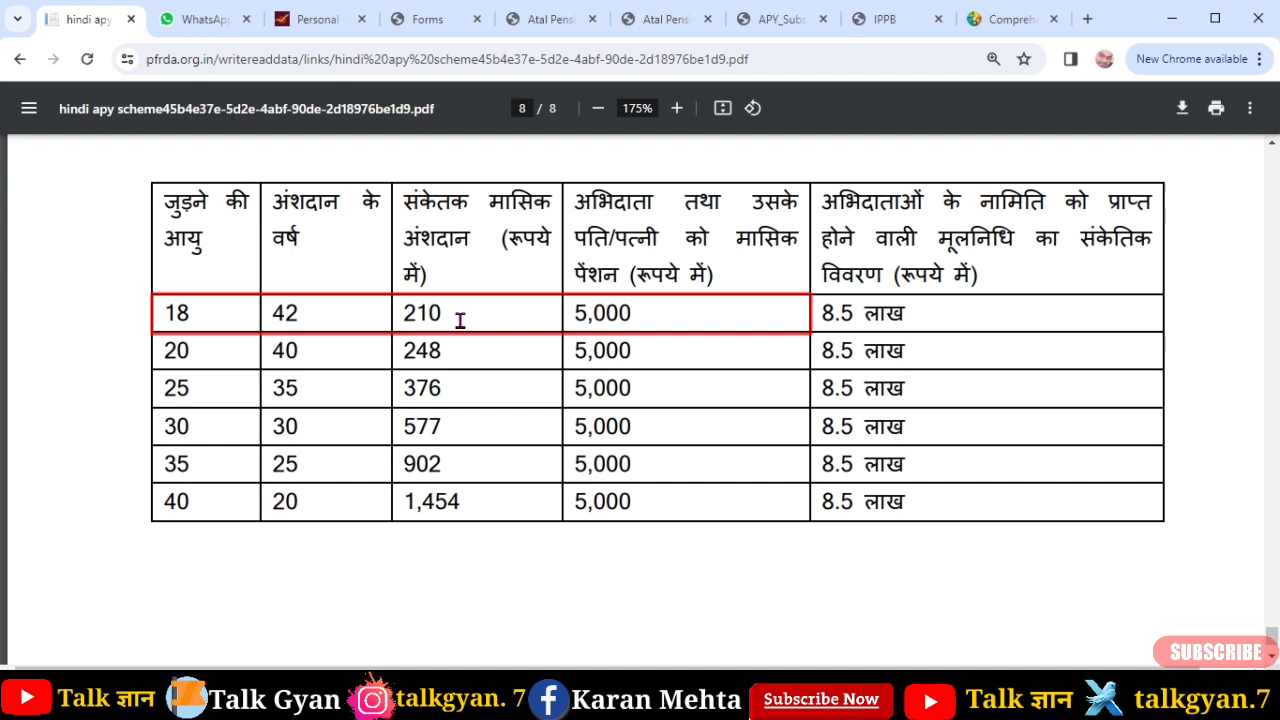 hindi apy
WhatsApp
Personal
Forms
Atal Pens
Atal Pens
APY_Subs
IPPB
Compreh
pfrda.org.in/writereaddata/links/hindi%20apy%20scheme45b4e37e-5d2e-4abf-90de-2d18976be1d9.pdf
New Chrome available
hindi apy scheme45b4e37e-5d2e-4abf-90de-2d18976be1d9.pdf
8 / 8
175%
जुड़ने की आयु
अंशदान के वर्ष
संकेतक मासिक अंशदान (रूपये में)
अभिदाता तथा उसके पति/पत्नी को मासिक पेंशन (रूपये में)
अभिदाताओं के नामिति को प्राप्त होने वाली मूलनिधि का संकेतिक विवरण (रूपये में)
18 42 210 5,000 8.5 लाख
20 40 248 5,000 8.5 लाख
25 35 376 5,000 8.5 लाख
30 30 577 5,000 8.5 लाख
35 25 902 5,000 8.5 लाख
40 20 1,454 5,000 8.5 लाख
SUBSCRIBE
Talk ज्ञान Talk Gyan talkgyan. 7 Karan Mehta Subscribe Now Talk ज्ञान talkgyan.7